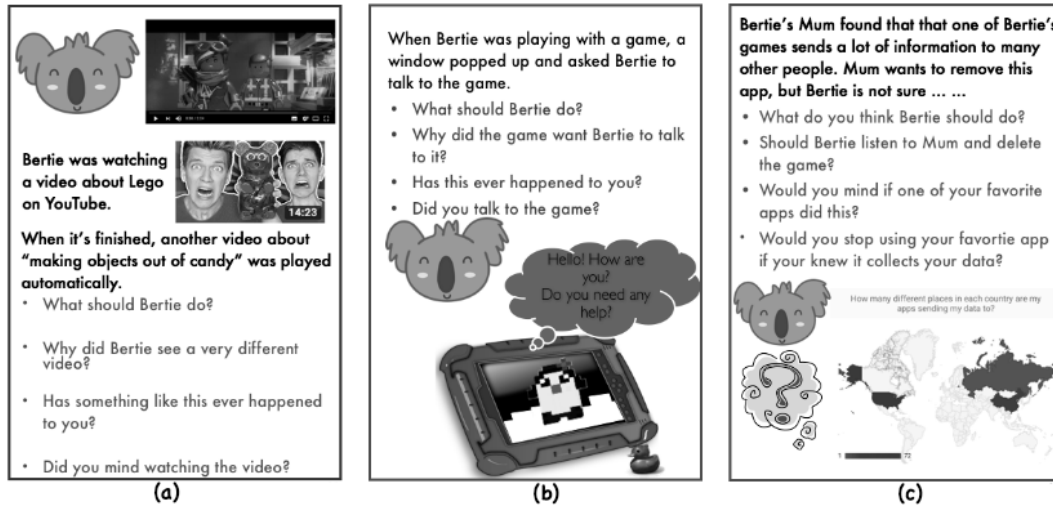 Bertie was watching
a video about Lego
on YouTube.
14:23
When it's finished, another video about
"making objects out of candy" was played
automatically.
• What should Bertie do?
• Why did Bertie see a very different
video?
• Has something like this ever happened
to you?
• Did you mind watching the video?
(a)
When Bertie was playing with a game, a
window popped up and asked Bertie to
talk to the game.
• What should Bertie do?
• Why did the game want Bertie to talk
to it?
• Has this ever happened to you?
• Did you talk to the game?
Hello! How are
you?
Do you need any
help?
(b)
Bertie's Mum found that that one of Bertie's
games sends a lot of information to many
other people. Mum wants to remove this
app, but Bertie is not sure ... ...
• What do you think Bertie should do?
• Should Bertie listen to Mum and delete
the game?
• Would you mind if one of your favorite
apps did this?
• Would you stop using your favortie app
if your knew it collects your data?
How many different places in each country are my
apps sending my data to?
1
72
(c)